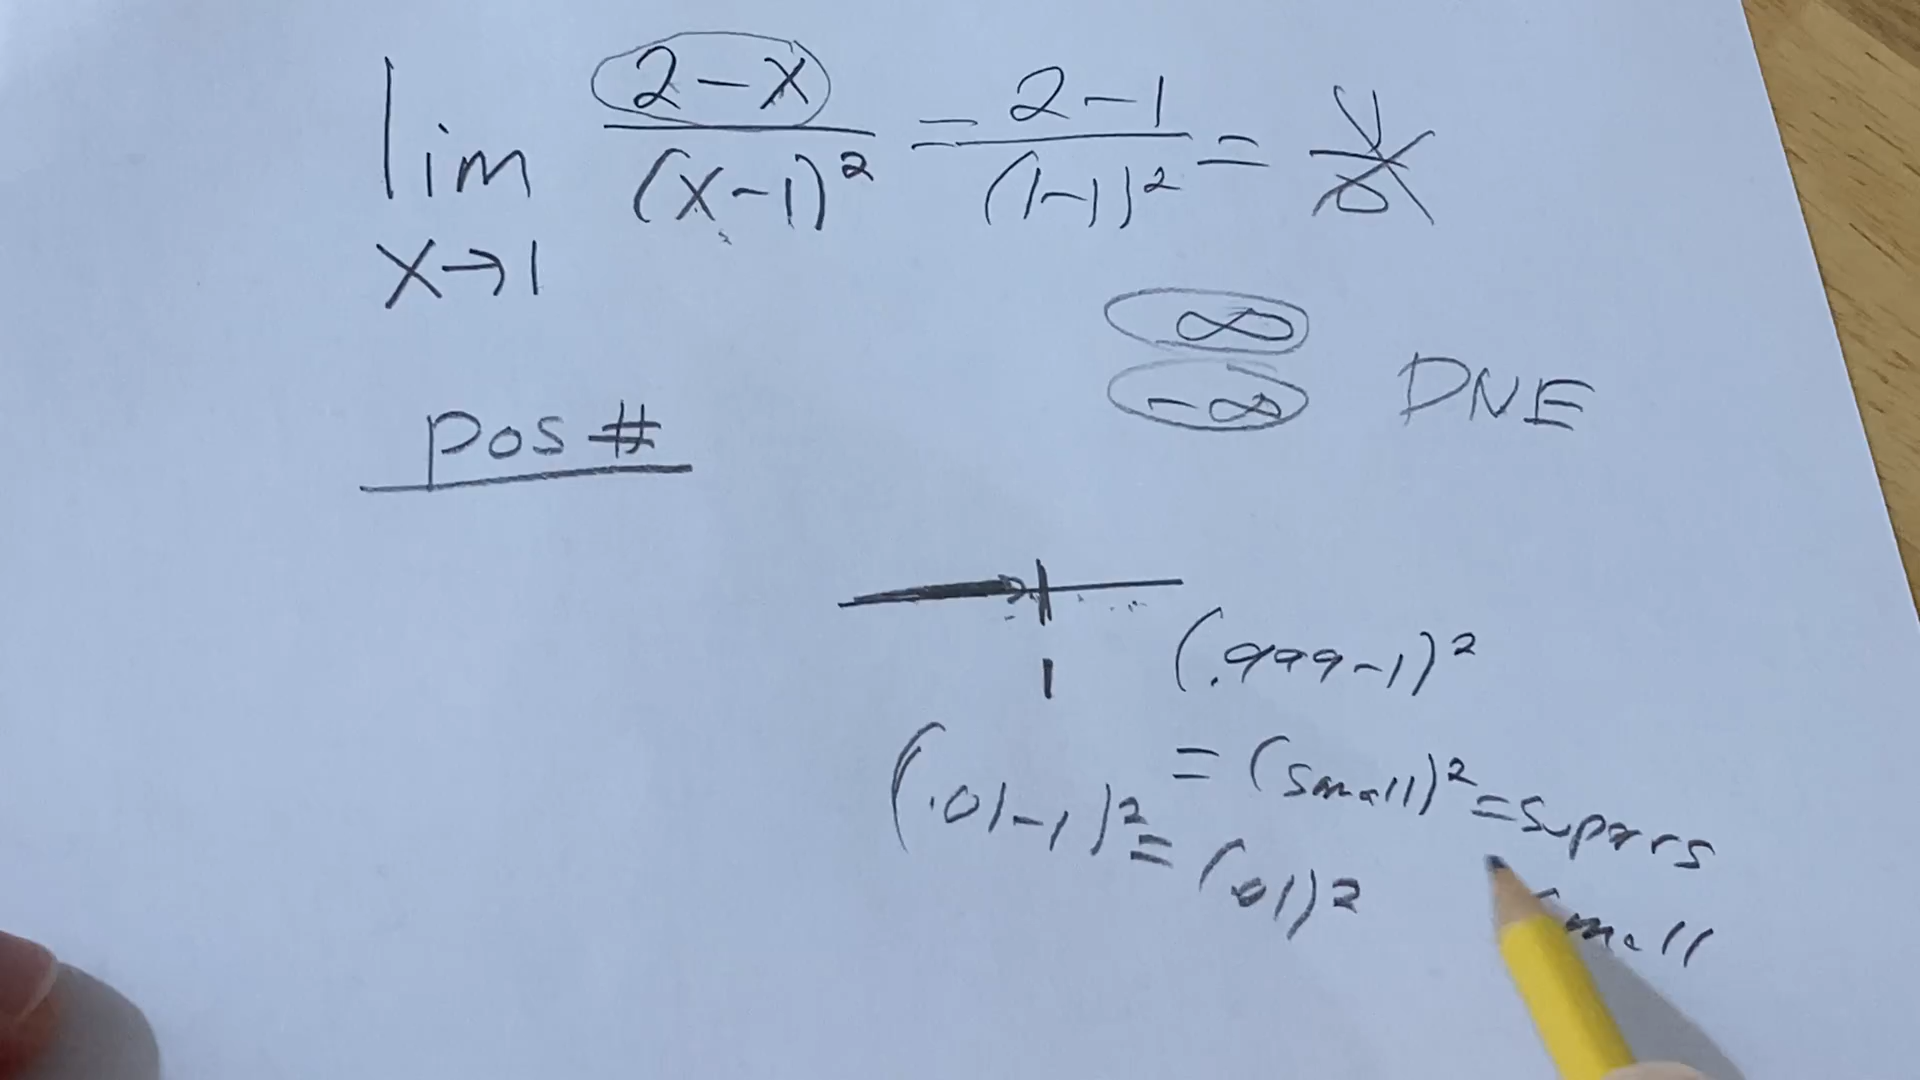 lim x→1 (2-x)/(x-1)² = (2-1)/(1-1)² = 1/0
∞
-∞ DNE
pos #
1
(.999-1)²
= (small)² =
(.01-1)² = (.01)²
small